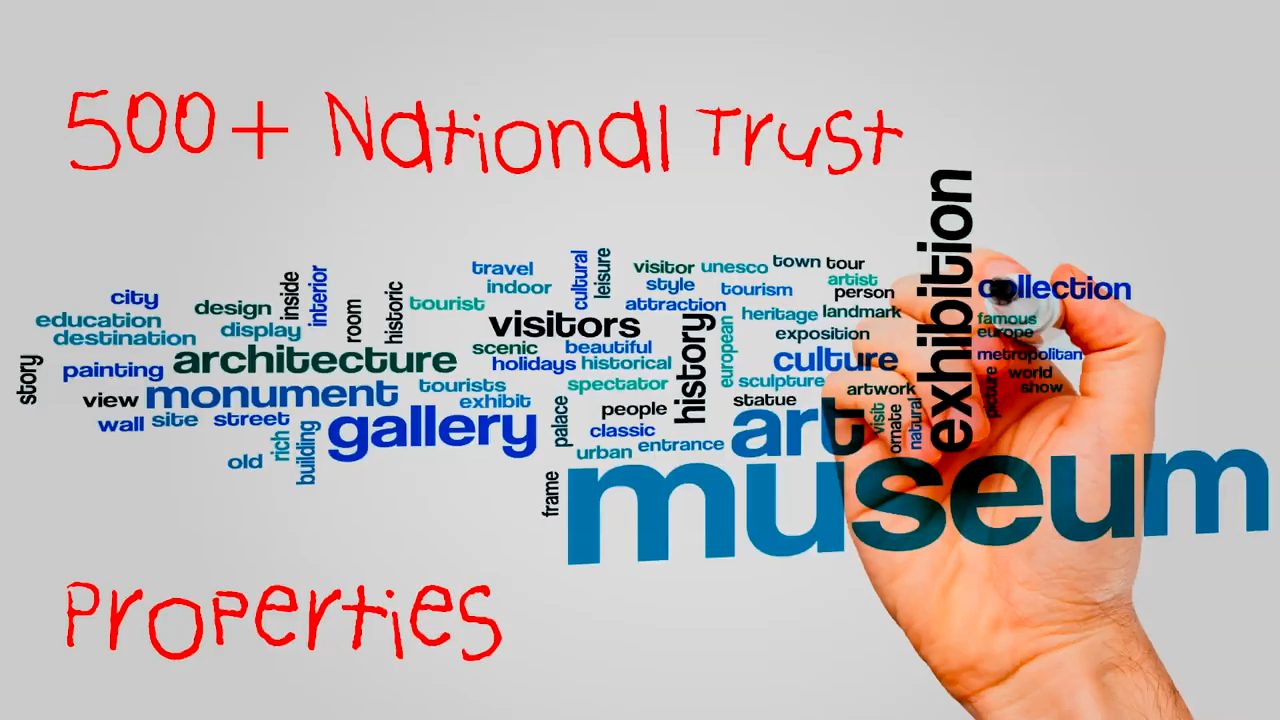 500+ National Trust
exhibition
travel
cultural
leisure
visitor unesco town tour
inside
interior
indoor
style
tourism
artist
person
collection
city
design
room
historic
tourist
attraction
heritage landmark
famous
education
display
visitors
history
european
exposition
europe
destination
architecture
scenic
beautiful
culture
metropolitan
story
painting
holidays historical
world
view
monument
tourists
spectator
sculpture
artwork
picture
show
exhibit
palace
people
statue
visit
ornate
natural
wall site street
gallery
classic
art
old
rich
building
urban entrance
frame
museum
Properties